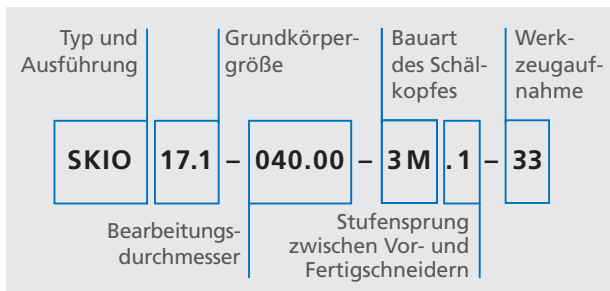 Typ und
Ausführung
Grundkörper-
größe
Bauart
des Schäl-
kopfes
Werk-
zeugauf-
nahme
SKIO 17.1 – 040.00 – 3 M . 1 – 33
Bearbeitungs-
durchmesser
Stufensprung
zwischen Vor- und
Fertigschneidern